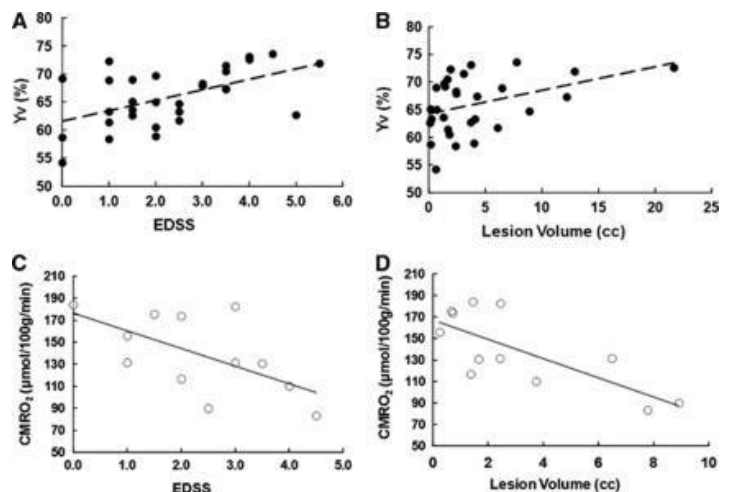 A
Yv (%)
80
75
70
65
60
55
50
0.0 1.0 2.0 3.0 4.0 5.0 6.0
EDSS
B
Yv (%)
80
75
70
65
60
55
50
0 5 10 15 20 25
Lesion Volume (cc)
C
CMRO₂ (µmol/100g/min)
210
190
170
150
130
110
90
70
50
0.0 1.0 2.0 3.0 4.0 5.0
EDSS
D
CMRO₂ (µmol/100g/min)
210
190
170
150
130
110
90
70
50
0 2 4 6 8 10
Lesion Volume (cc)